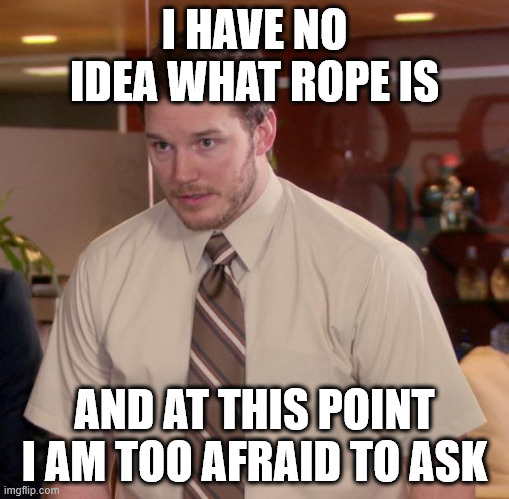 I HAVE NO
IDEA WHAT ROPE IS
AND AT THIS POINT
I AM TOO AFRAID TO ASK
imgflip.com